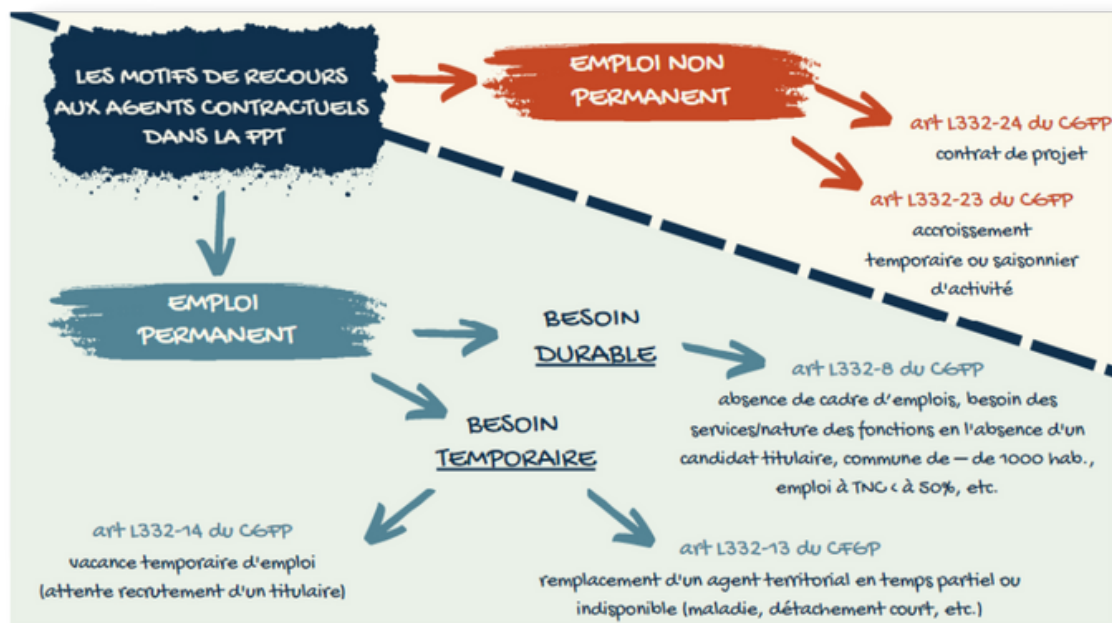 LES MOTIFS DE RECOURS
AUX AGENTS CONTRACTUELS
DANS LA FPT
EMPLOI NON
PERMANENT
art L332-24 du CGFP
contrat de projet
art L332-23 du CGFP
accroissement
temporaire ou saisonnier
d'activité
EMPLOI
PERMANENT
BESOIN
DURABLE
art L332-8 du CGFP
absence de cadre d'emplois, besoin des
services/nature des fonctions en l'absence d'un
candidat titulaire, commune de – de 1000 hab.,
emploi à TNC < à 50%, etc.
BESOIN
TEMPORAIRE
art L332-14 du CGFP
vacance temporaire d'emploi
(attente recrutement d'un titulaire)
art L332-13 du CFGP
remplacement d'un agent territorial en temps partiel ou
indisponible (maladie, détachement court, etc.)